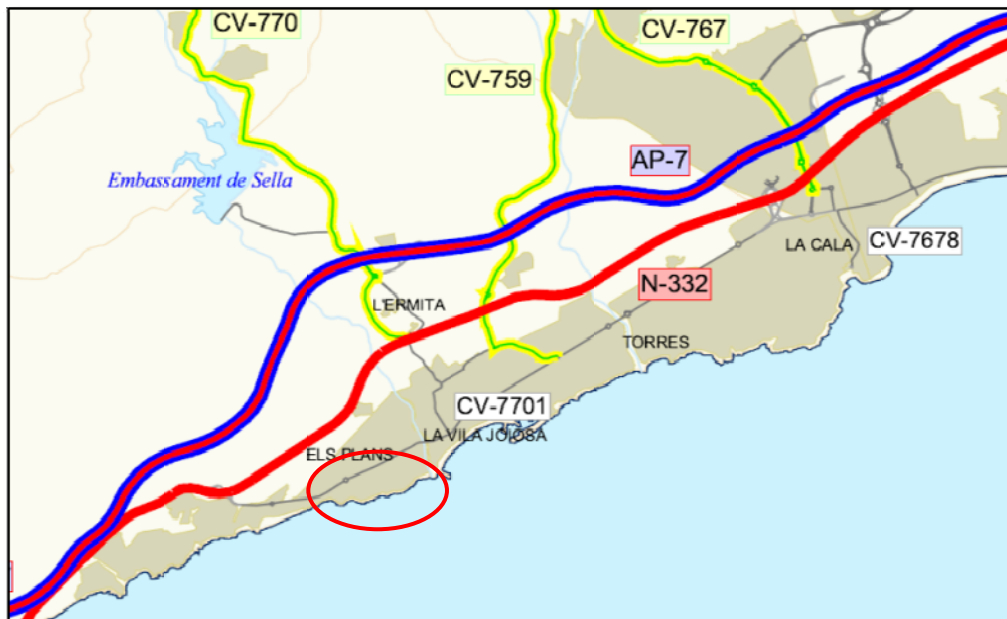 CV-770
CV-767
CV-759
AP-7
Embassament de Sella
LA CALA
CV-7678
N-332
L'ERMITA
TORRES
CV-7701
LA VILA JOIOSA
ELS PLANS